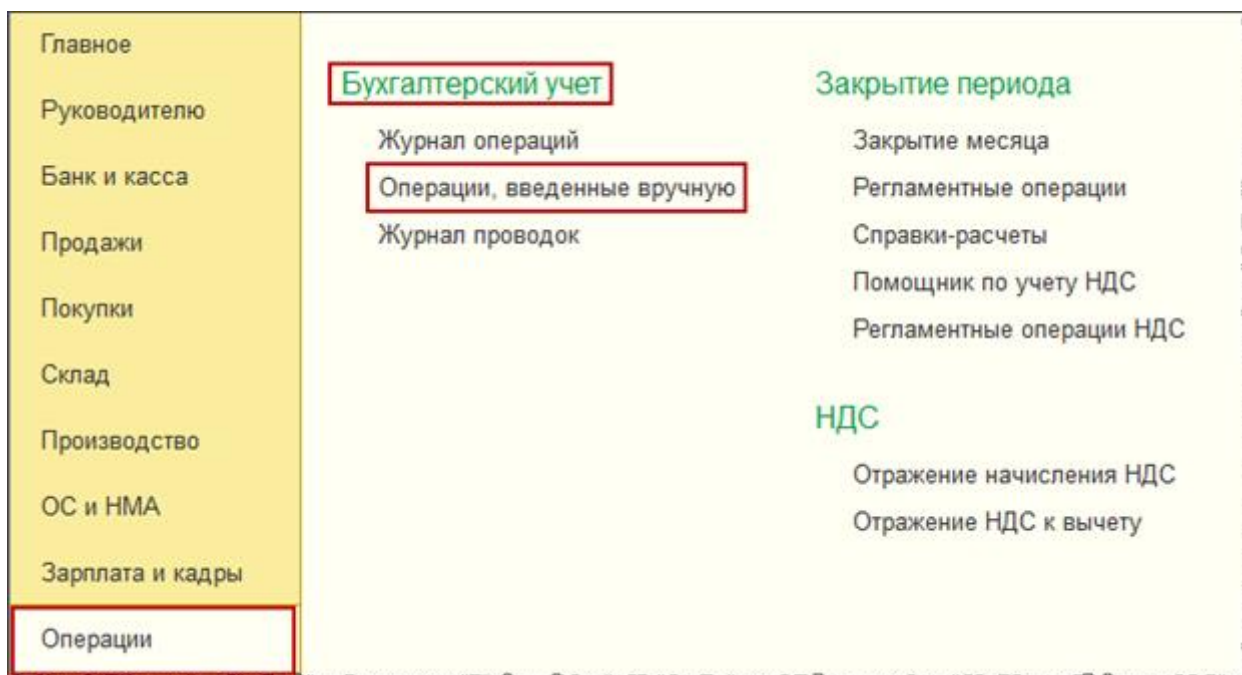 Главное
Руководителю
Банк и касса
Продажи
Покупки
Склад
Производство
ОС и НМА
Зарплата и кадры
Операции
Бухгалтерский учет
Журнал операций
Операции, введенные вручную
Журнал проводок
Закрытие периода
Закрытие месяца
Регламентные операции
Справки-расчеты
Помощник по учету НДС
Регламентные операции НДС
НДС
Отражение начисления НДС
Отражение НДС к вычету